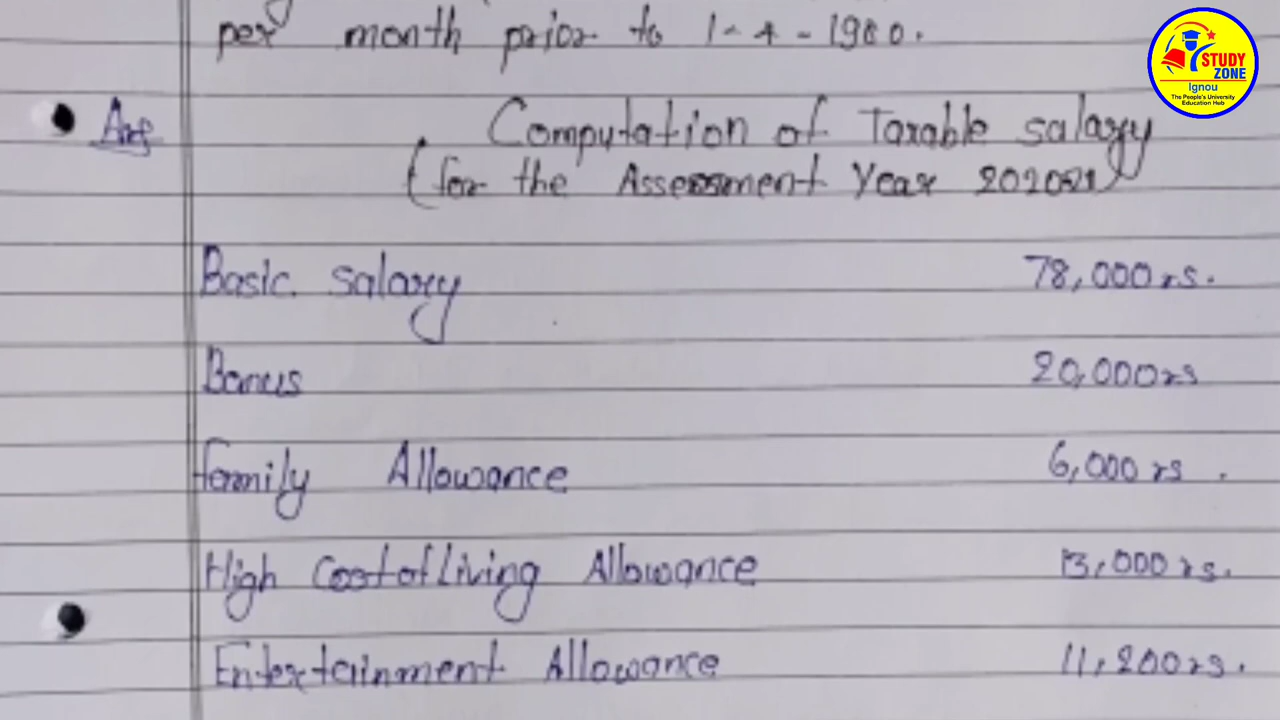 per month prior to 1-4-1980.
Ans
Computation of Taxable salary
(for the Assessment Year 2020-21)
Basic salary 78,000 rs.
Bonus 20,000 rs
family Allowance 6,000 rs.
High Cost of Living Allowance 13,000 rs.
Entertainment Allowance 11,200 rs.
STUDY
ZONE
Ignou
The People's University
Education Hub